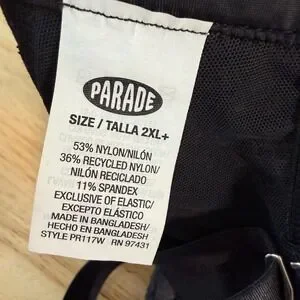 PARADE
SIZE / TALLA 2XL+
53% NYLON/NILÓN
36% RECYCLED NYLON/
NILÓN RECICLADO
11% SPANDEX
EXCLUSIVE OF ELASTIC/
EXCEPTO ELÁSTICO
MADE IN BANGLADESH/
HECHO EN BANGLADESH
STYLE PR117W RN 97431